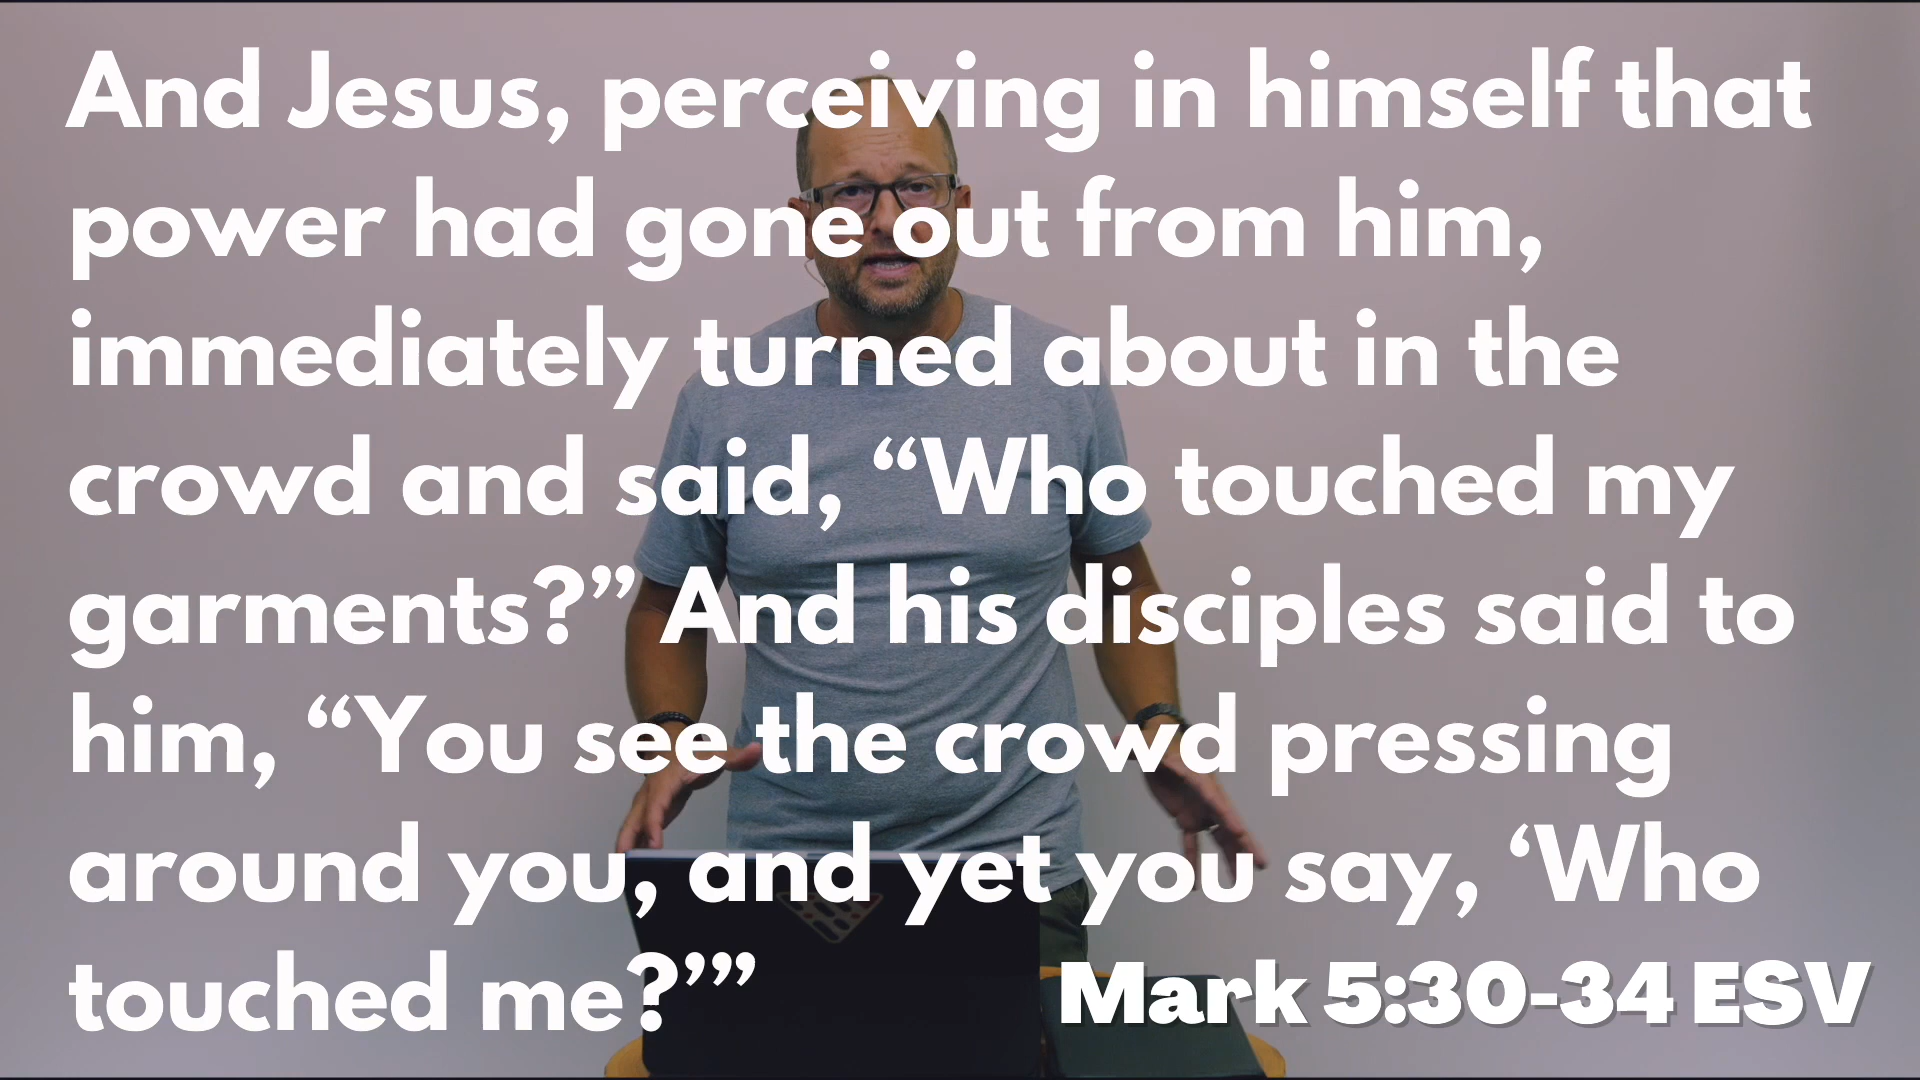 And Jesus, perceiving in himself that
power had gone out from him,
immediately turned about in the
crowd and said, “Who touched my
garments?” And his disciples said to
him, “You see the crowd pressing
around you, and yet you say, ‘Who
touched me?’”
Mark 5:30-34 ESV